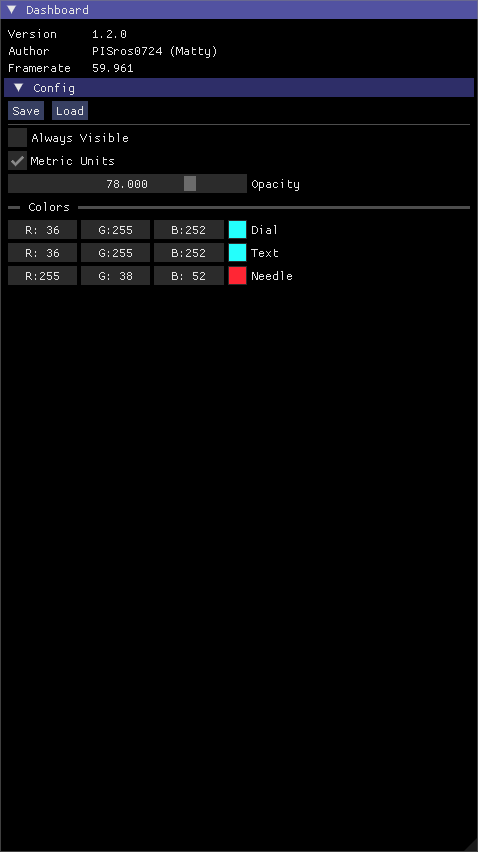 Dashboard
Version 1.2.0
Author PISros0724 (Matty)
Framerate 59.961
Config
Save Load
Always Visible
Metric Units
78.000 Opacity
Colors
R: 36 G:255 B:252 Dial
R: 36 G:255 B:252 Text
R:255 G: 38 B: 52 Needle